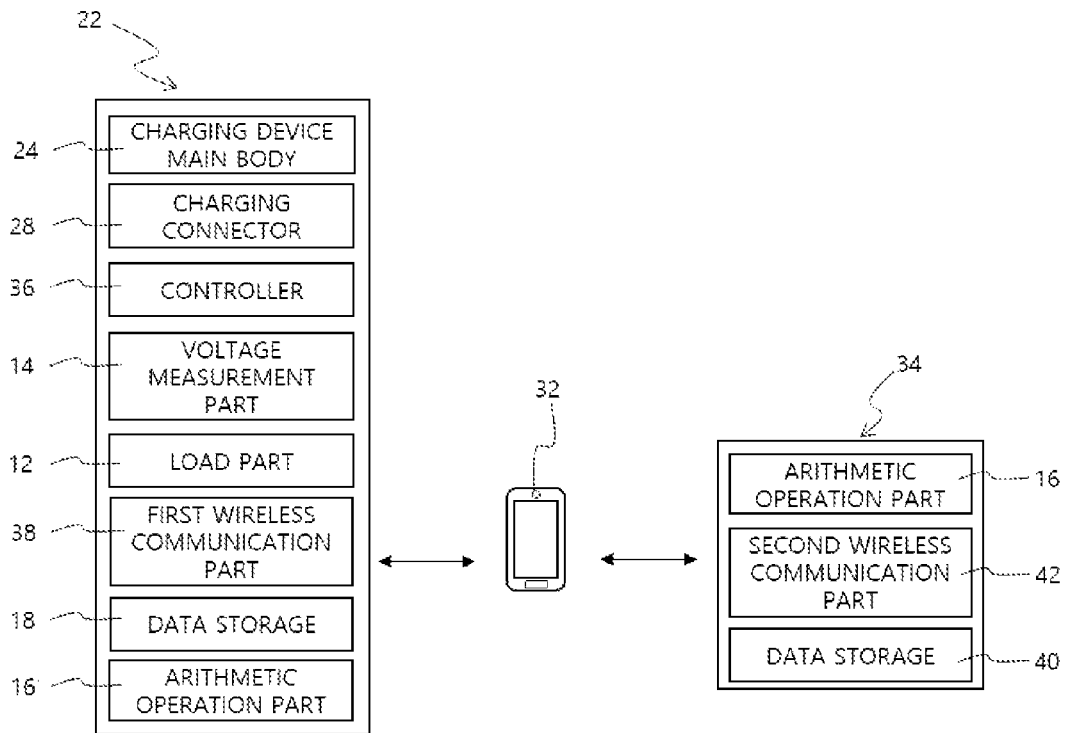 22
24
CHARGING DEVICE
MAIN BODY
28
CHARGING
CONNECTOR
36
CONTROLLER
14
VOLTAGE
MEASUREMENT
PART
12
LOAD PART
38
FIRST WIRELESS
COMMUNICATION
PART
18
DATA STORAGE
16
ARITHMETIC
OPERATION PART
32
34
ARITHMETIC
OPERATION PART
16
SECOND WIRELESS
COMMUNICATION
PART
42
DATA STORAGE
40